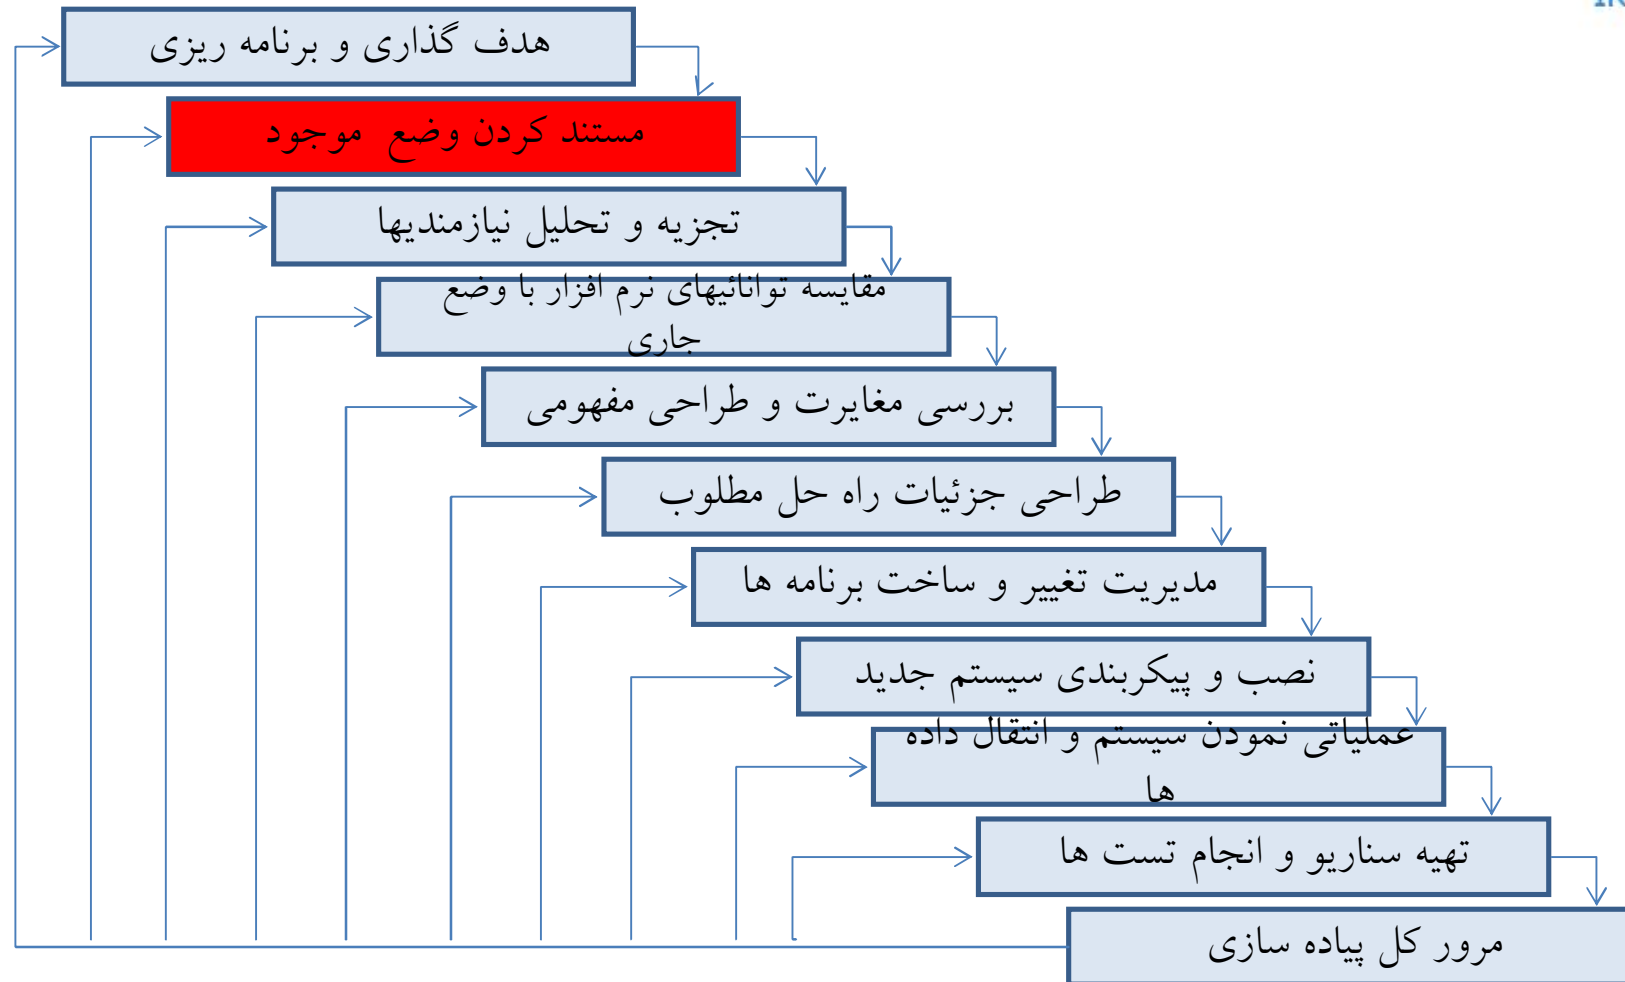 هدف گذاری و برنامه ریزی
مستند کردن وضع موجود
تجزیه و تحلیل نیازمندیها
مقایسه توانائیهای نرم افزار با وضع
جاری
بررسی مغایرت و طراحی مفهومی
طراحی جزئیات راه حل مطلوب
مدیریت تغییر و ساخت برنامه ها
نصب و پیکربندی سیستم جدید
عملیاتی نمودن سیستم و انتقال داده
ها
تهیه سناریو و انجام تست ها
مرور کل پیاده سازی